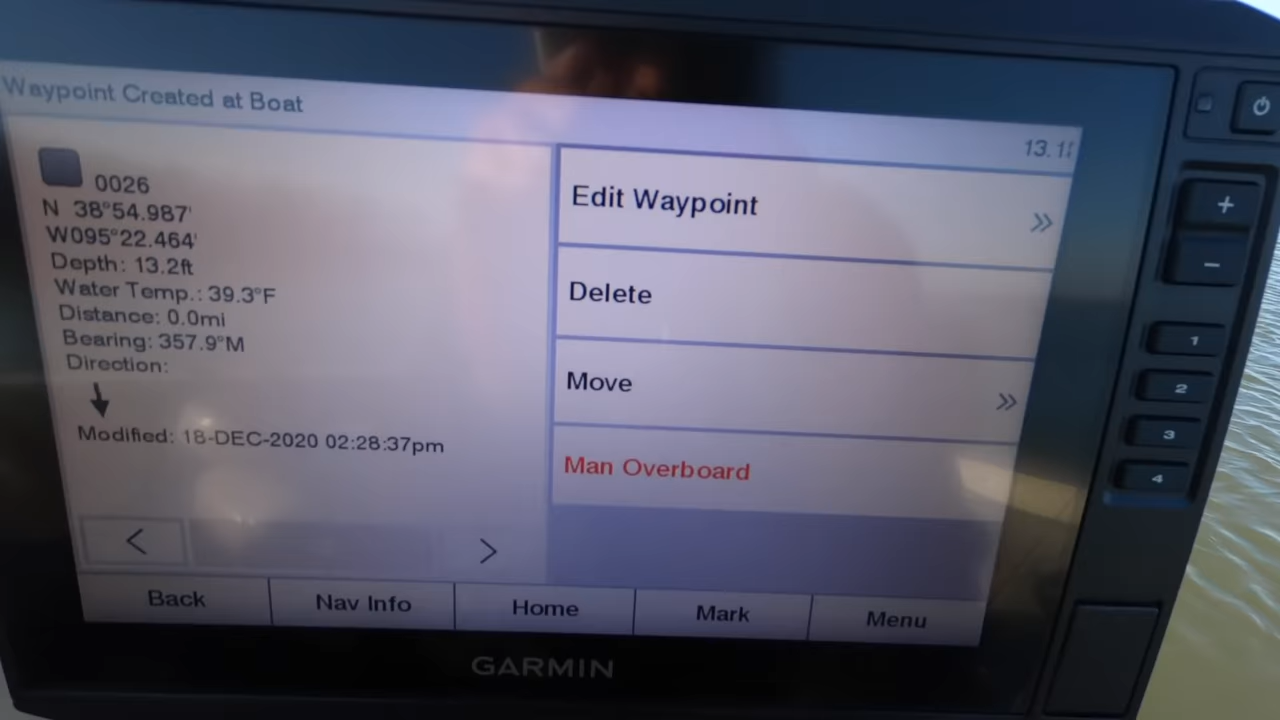 Waypoint Created at Boat
0026
N 38°54.987'
W095°22.464'
Depth: 13.2ft
Water Temp.: 39.3°F
Distance: 0.0mi
Bearing: 357.9°M
Direction:
Modified: 18-DEC-2020 02:28:37pm
Edit Waypoint
Delete
Move
Man Overboard
Back
Nav Info
Home
Mark
Menu
GARMIN
+
−
1
2
3
4